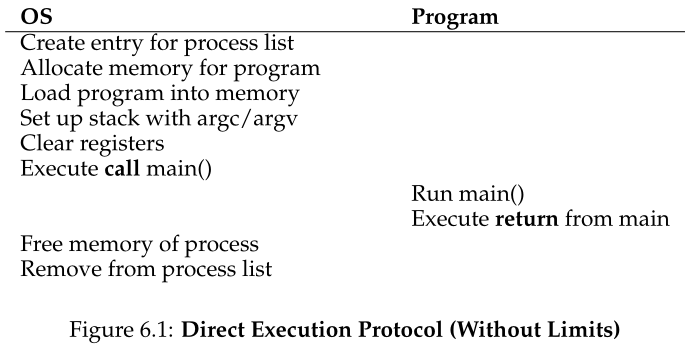 OS Program
Create entry for process list
Allocate memory for program
Load program into memory
Set up stack with argc/argv
Clear registers
Execute call main()
Run main()
Execute return from main
Free memory of process
Remove from process list
Figure 6.1: Direct Execution Protocol (Without Limits)